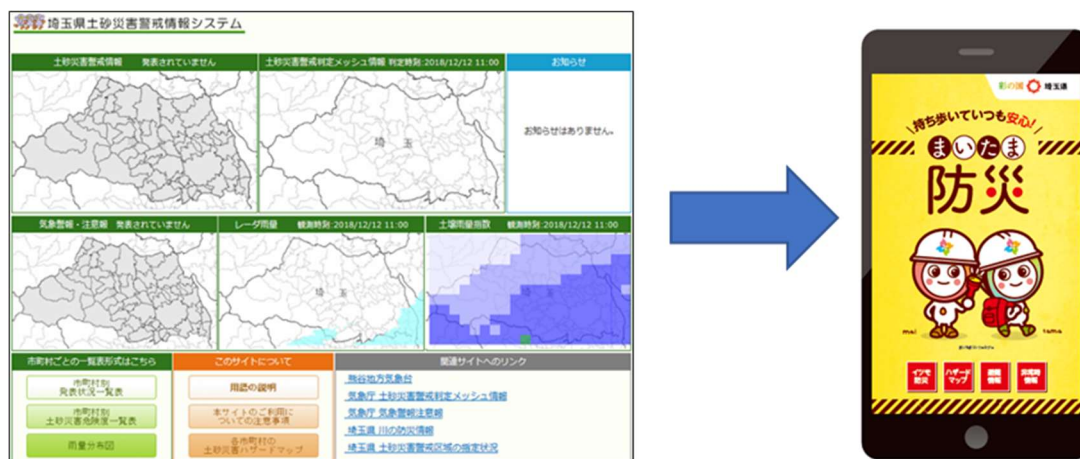 埼玉県土砂災害警戒情報システム
土砂災害警戒情報 発表されていません
土砂災害警戒判定メッシュ情報 判定時刻:2018/12/12 11:00
お知らせ
埼 玉
お知らせはありません。
気象警報・注意報 発表されていません
レーダ雨量 観測時刻:2018/12/12 11:00
土壌雨量指数 観測時刻:2018/12/12 11:00
埼 玉
埼 玉
市町村ごとの一覧表形式はこちら
市町村別
発表状況一覧表
市町村別
土砂災害危険度一覧表
雨量分布図
このサイトについて
用語の説明
本サイトのご利用に
ついての注意事項
各市町村の
土砂災害ハザードマップ
関連サイトへのリンク
熊谷地方気象台
気象庁 土砂災害警戒判定メッシュ情報
気象庁 気象警報注意報
埼玉県 川の防災情報
埼玉県 土砂災害警戒区域の指定状況
彩の国 埼玉県
持ち歩いていつも安心!
まいたま
防災
mai
tama
イツモ
防災
ハザード
マップ
避難
情報
災害時
情報